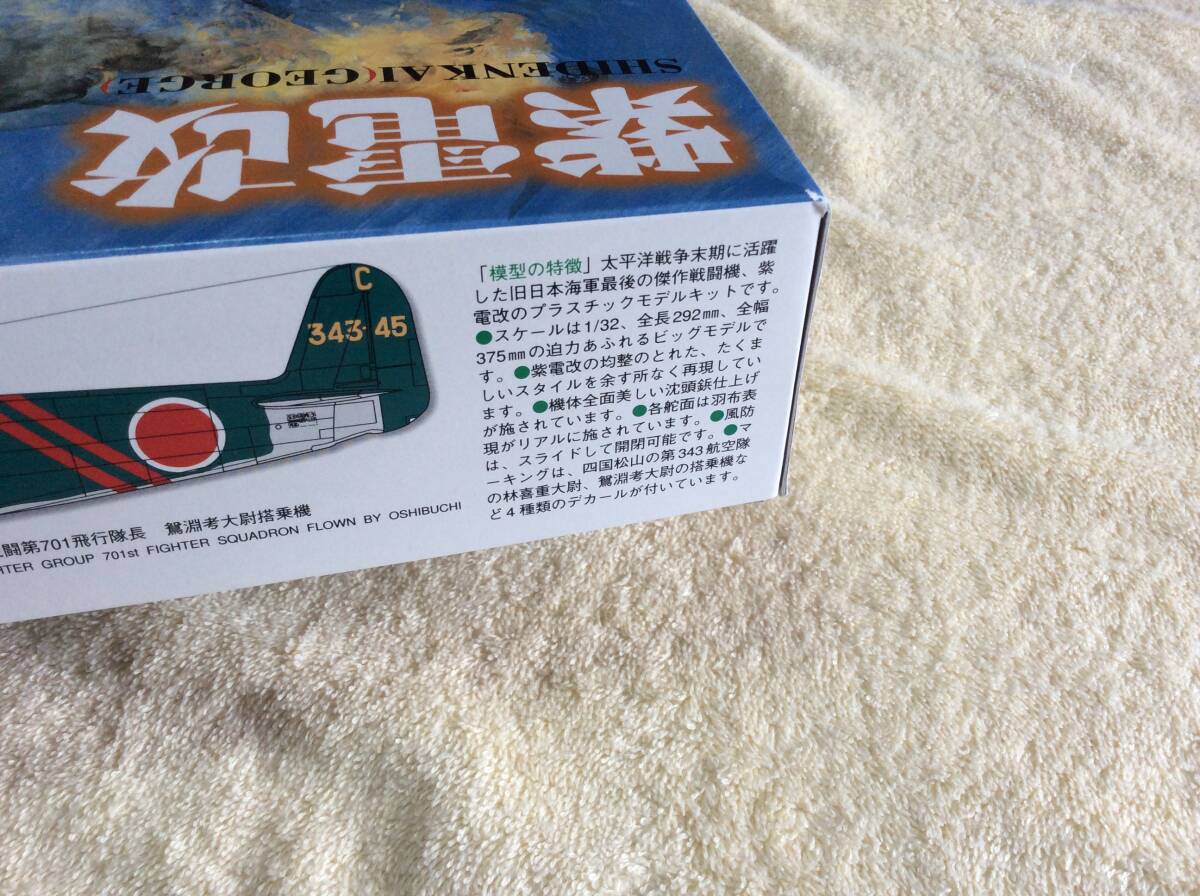 SHIDENKAI(GEORGE)
紫電改
C
343-45
「模型の特徴」太平洋戦争末期に活躍
した旧日本海軍最後の傑作戦闘機、紫
電改のプラスチックモデルキットです。
●スケールは1/32、全長292㎜、全幅
375㎜の迫力あふれるビッグモデルで
す。●紫電改の均整のとれた、たくま
しいスタイルを余す所なく再現してい
ます。●機体全面美しい沈頭鋲仕上げ
が施されています。●各舵面は羽布表
現がリアルに施されています。●風防
は、スライドして開閉可能です。●マ
ーキングは、四国松山の第343航空隊
の林喜重大尉、鴛淵孝大尉の搭乗機な
ど4種類のデカールが付いています。
闘第701飛行隊長 鴛淵孝大尉搭乗機
HTER GROUP 701st FIGHTER SQUADRON FLOWN BY OSHIBUCHI